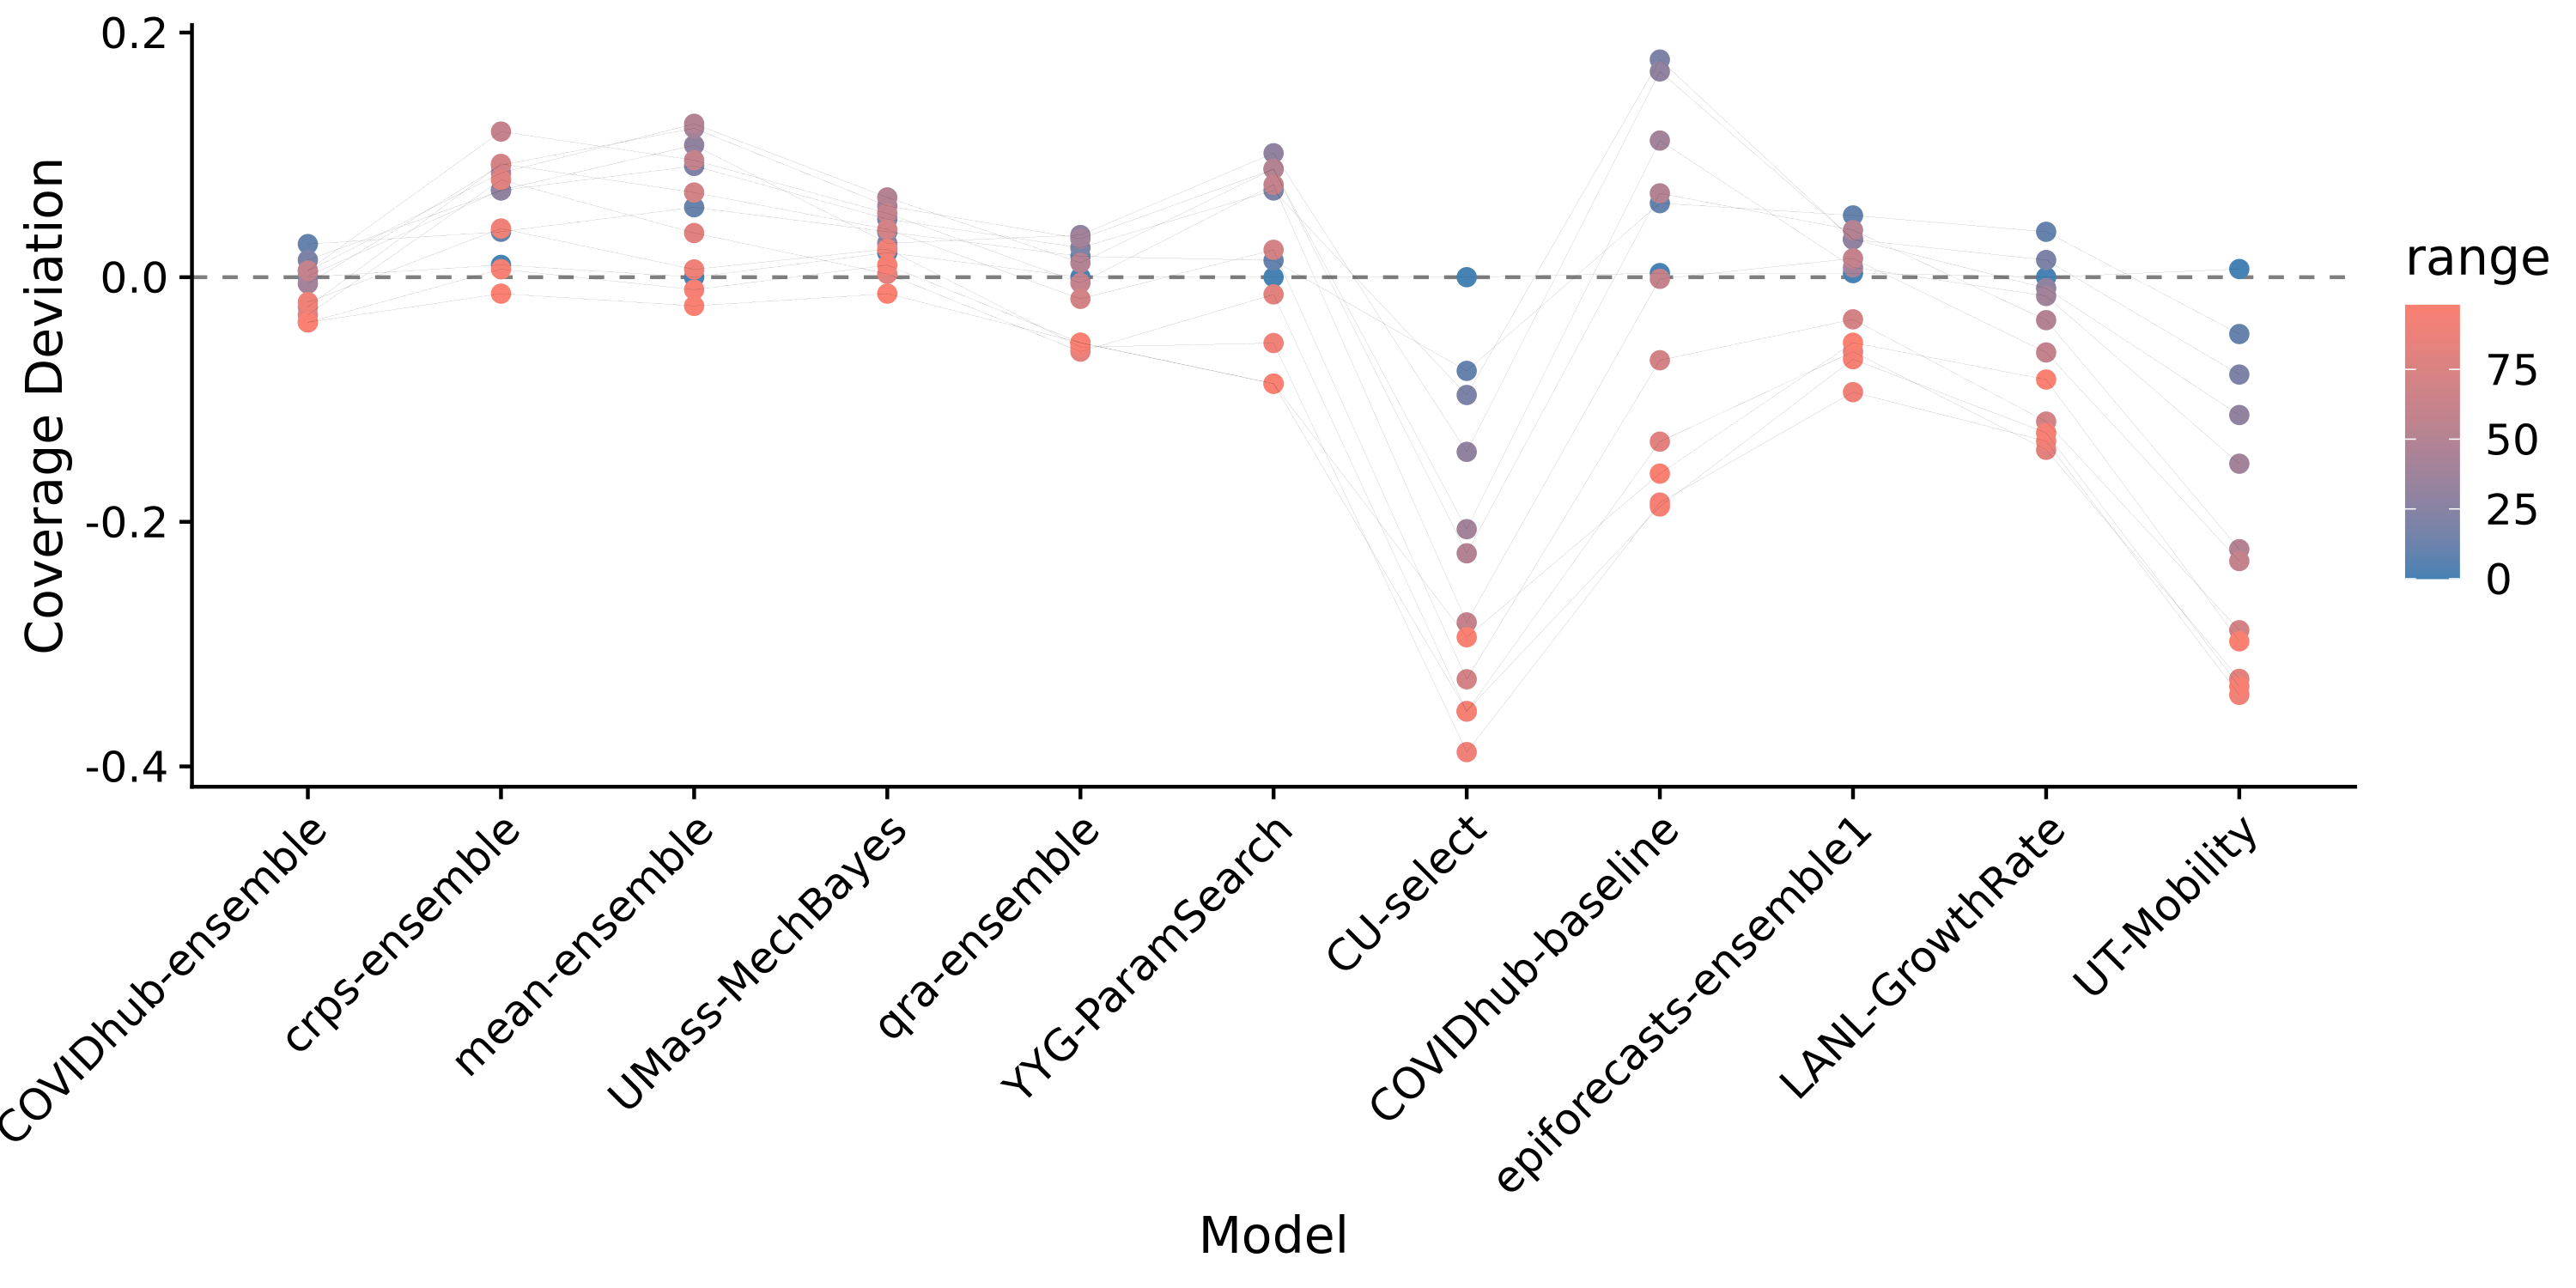 0.2
0.0
-0.2
-0.4
Coverage Deviation
COVIDhub-ensemble
crps-ensemble
mean-ensemble
UMass-MechBayes
qra-ensemble
YYG-ParamSearch
CU-select
COVIDhub-baseline
epiforecasts-ensemble1
LANL-GrowthRate
UT-Mobility
Model
range
75
50
25
0